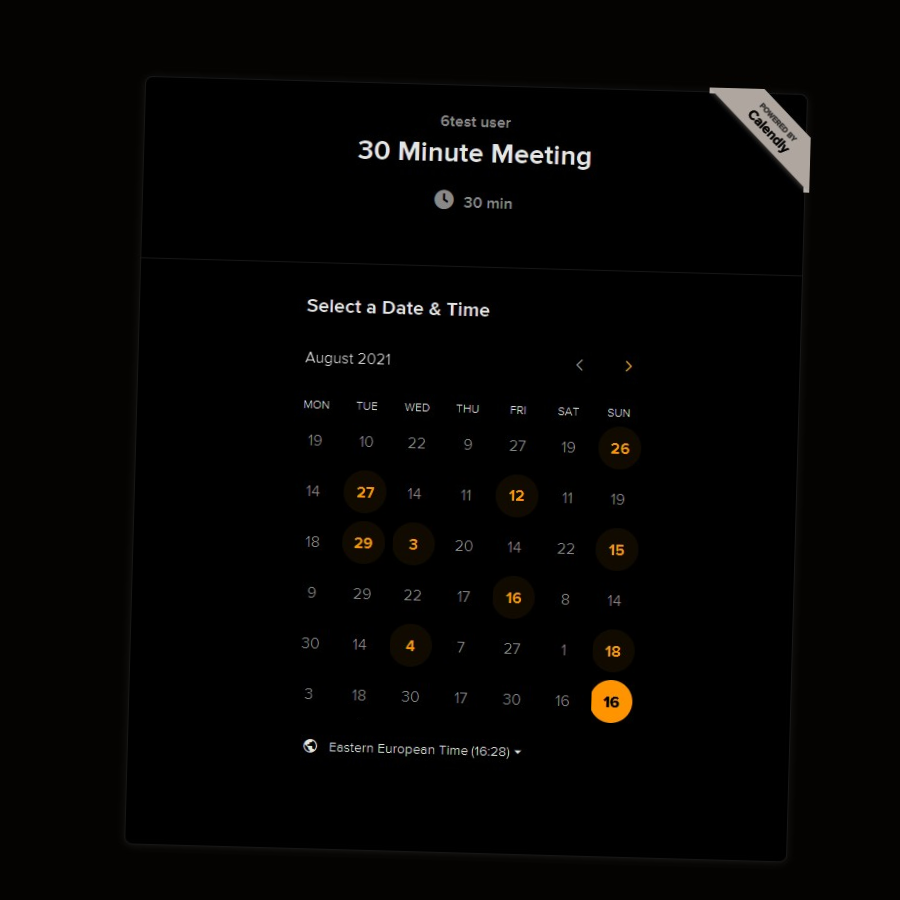 POWERED BY
Calendly
6test user
30 Minute Meeting
30 min
Select a Date & Time
August 2021
MON TUE WED THU FRI SAT SUN
19 10 22 9 27 19 26
14 27 14 11 12 11 19
18 29 3 20 14 22 15
9 29 22 17 16 8 14
30 14 4 7 27 1 18
3 18 30 17 30 16 16
Eastern European Time (16:28)